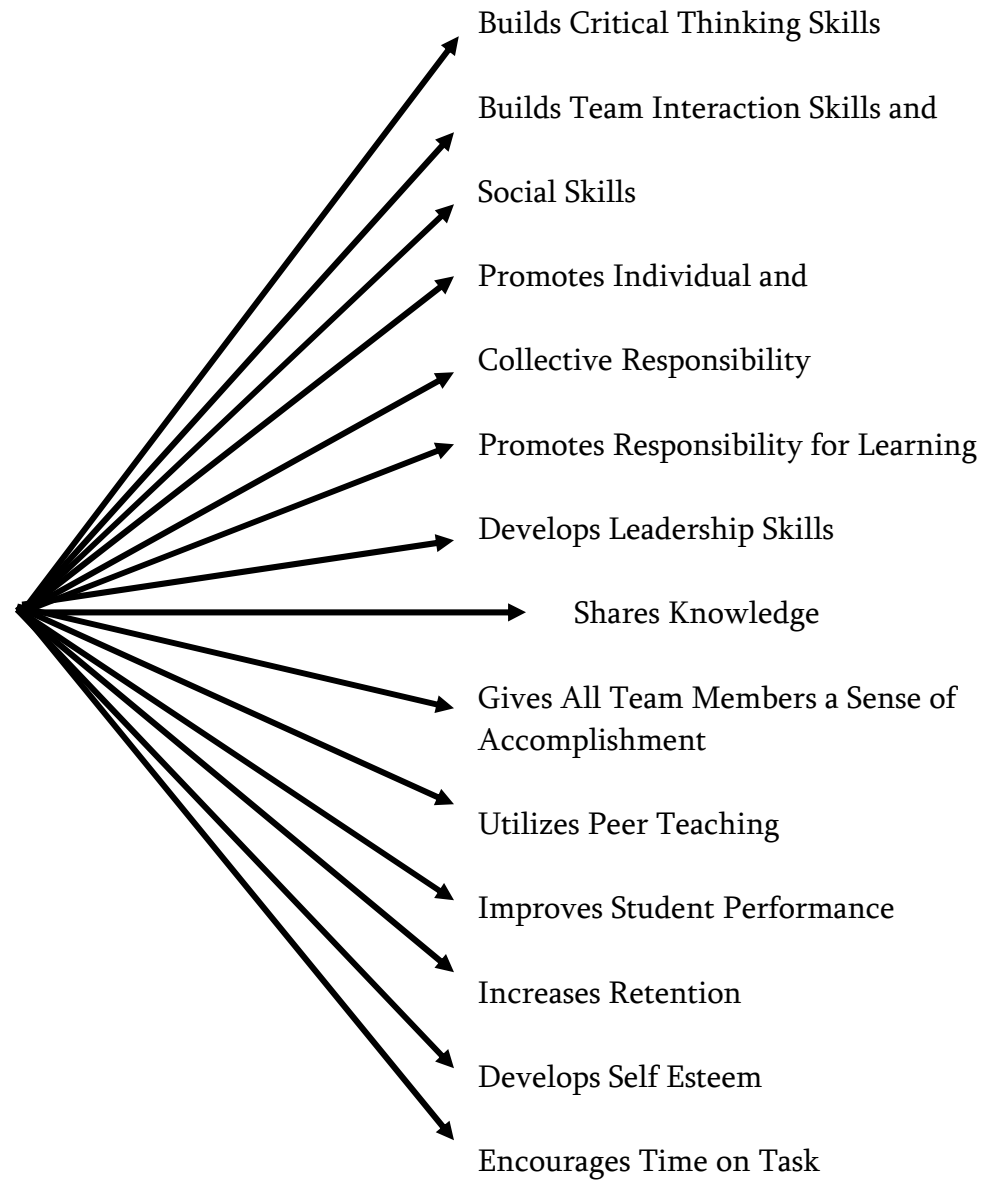 Builds Critical Thinking Skills
Builds Team Interaction Skills and
Social Skills
Promotes Individual and
Collective Responsibility
Promotes Responsibility for Learning
Develops Leadership Skills
Shares Knowledge
Gives All Team Members a Sense of
Accomplishment
Utilizes Peer Teaching
Improves Student Performance
Increases Retention
Develops Self Esteem
Encourages Time on Task